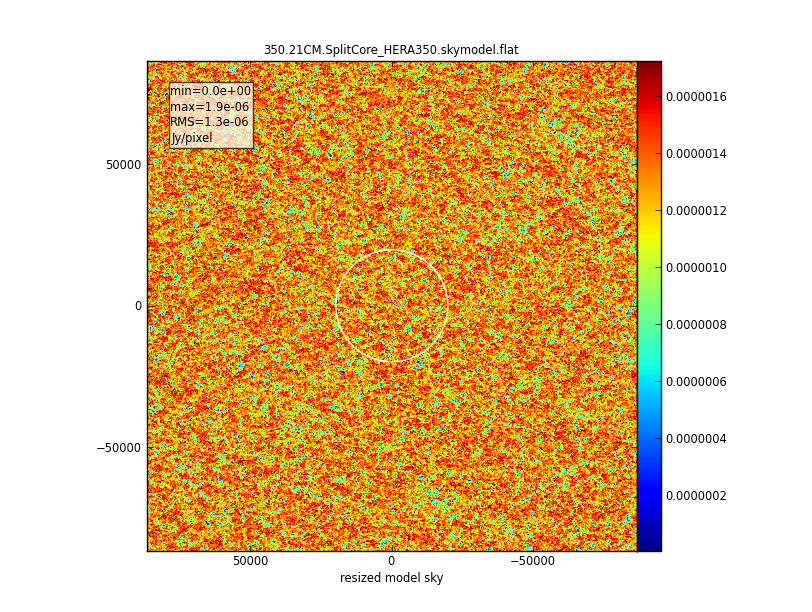 350.21CM.SplitCore_HERA350.skymodel.flat
min=0.0e+00
max=1.9e-06
RMS=1.3e-06
Jy/pixel
50000
0
−50000
50000
0
−50000
resized model sky
0.0000016
0.0000014
0.0000012
0.0000010
0.0000008
0.0000006
0.0000004
0.0000002